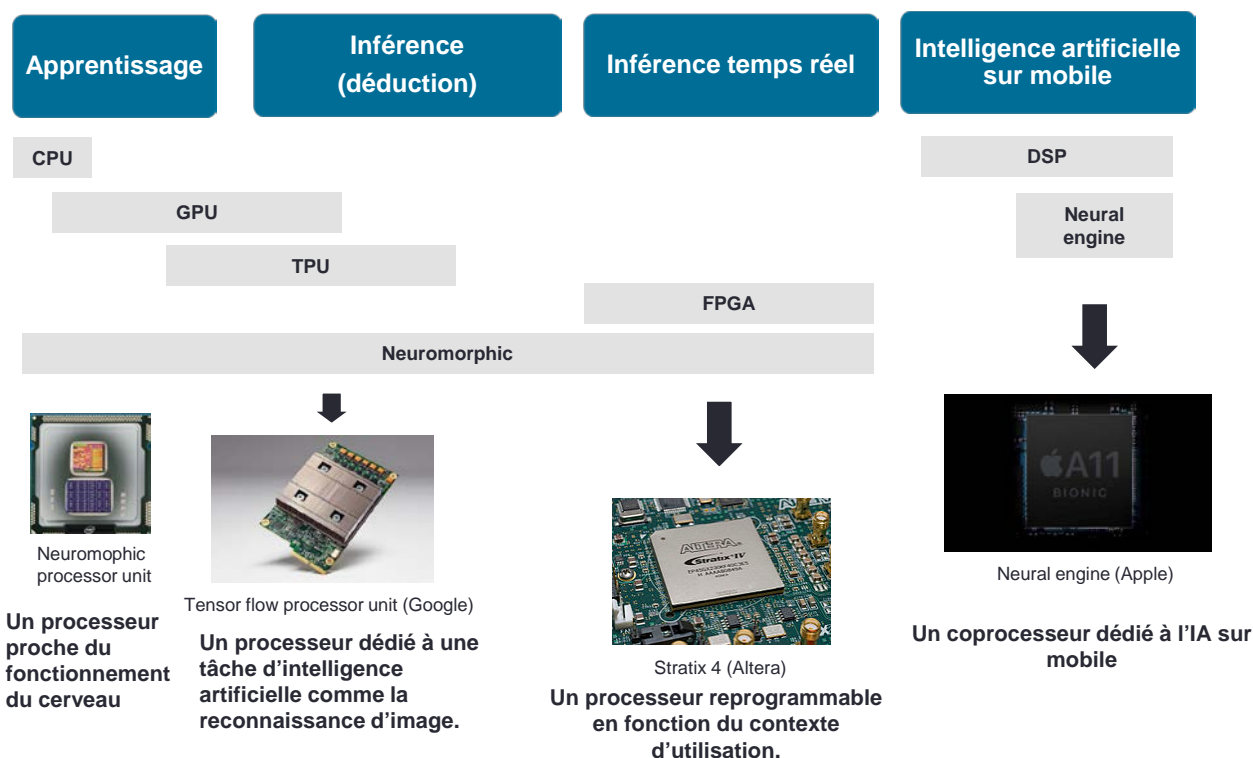 Apprentissage
Inférence
(déduction)
Inférence temps réel
Intelligence artificielle
sur mobile
CPU
DSP
GPU
Neural
engine
TPU
FPGA
Neuromorphic
A11
BIONIC
ALTERA
Stratix IV
Neuromophic
processor unit
Tensor flow processor unit (Google)
Stratix 4 (Altera)
Neural engine (Apple)
Un processeur
proche du
fonctionnement
du cerveau
Un processeur dédié à une
tâche d’intelligence
artificielle comme la
reconnaissance d’image.
Un processeur reprogrammable
en fonction du contexte
d’utilisation.
Un coprocesseur dédié à l’IA sur
mobile